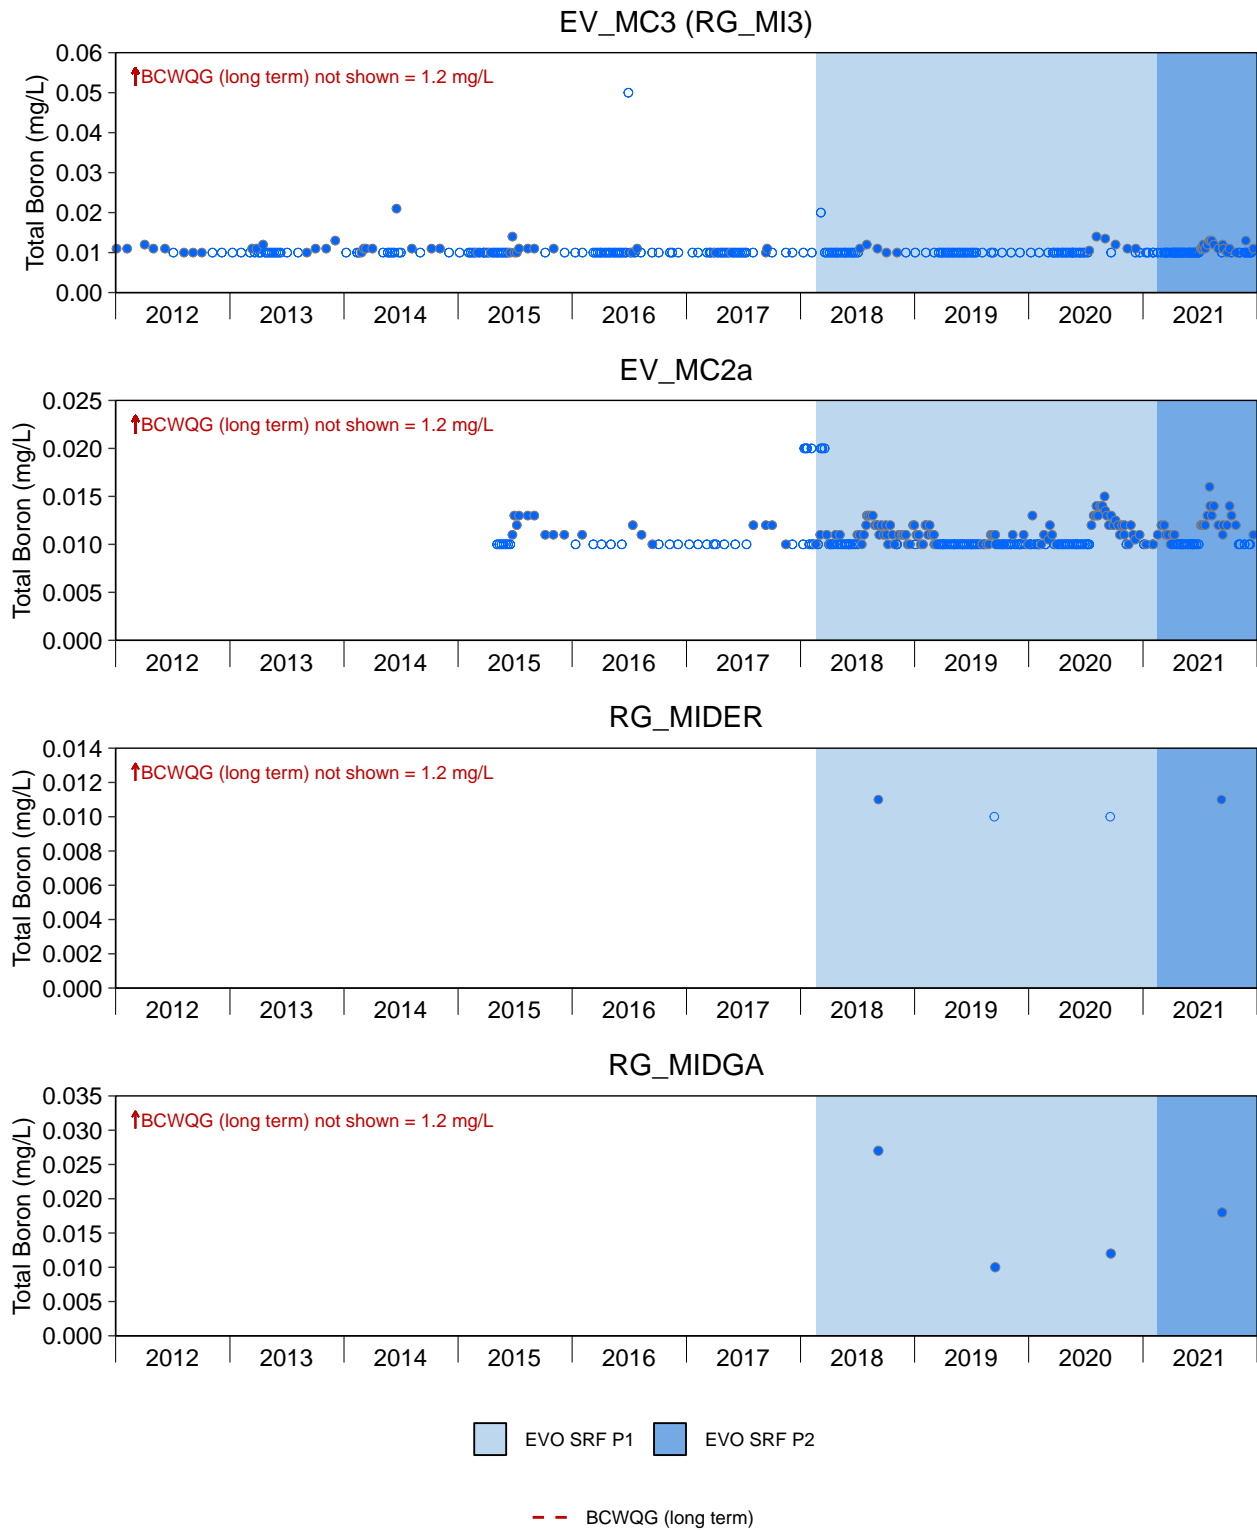 EV_MC3 (RG_MI3)
Total Boron (mg/L)
0.06
0.05
0.04
0.03
0.02
0.01
0.00
BCWQG (long term) not shown = 1.2 mg/L
2012 2013 2014 2015 2016 2017 2018 2019 2020 2021
EV_MC2a
Total Boron (mg/L)
0.025
0.020
0.015
0.010
0.005
0.000
BCWQG (long term) not shown = 1.2 mg/L
2012 2013 2014 2015 2016 2017 2018 2019 2020 2021
RG_MIDER
Total Boron (mg/L)
0.014
0.012
0.010
0.008
0.006
0.004
0.002
0.000
BCWQG (long term) not shown = 1.2 mg/L
2012 2013 2014 2015 2016 2017 2018 2019 2020 2021
RG_MIDGA
Total Boron (mg/L)
0.035
0.030
0.025
0.020
0.015
0.010
0.005
0.000
BCWQG (long term) not shown = 1.2 mg/L
2012 2013 2014 2015 2016 2017 2018 2019 2020 2021
EVO SRF P1 EVO SRF P2
BCWQG (long term)